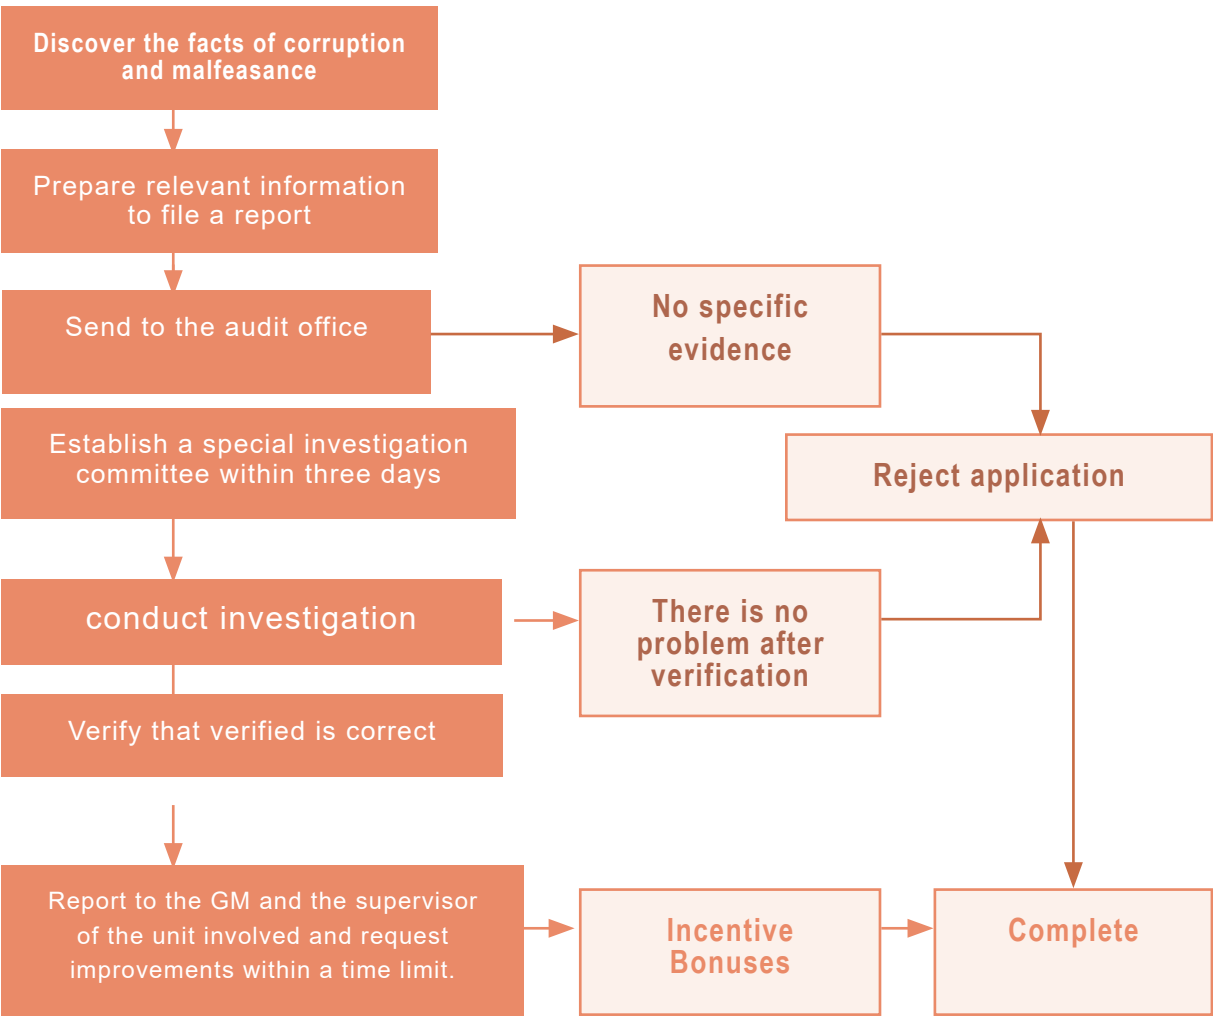 Discover the facts of corruption
and malfeasance
Prepare relevant information
to file a report
Send to the audit office
No specific
evidence
Establish a special investigation
committee within three days
Reject application
conduct investigation
There is no
problem after
verification
Verify that verified is correct
Report to the GM and the supervisor
of the unit involved and request
improvements within a time limit.
Incentive
Bonuses
Complete